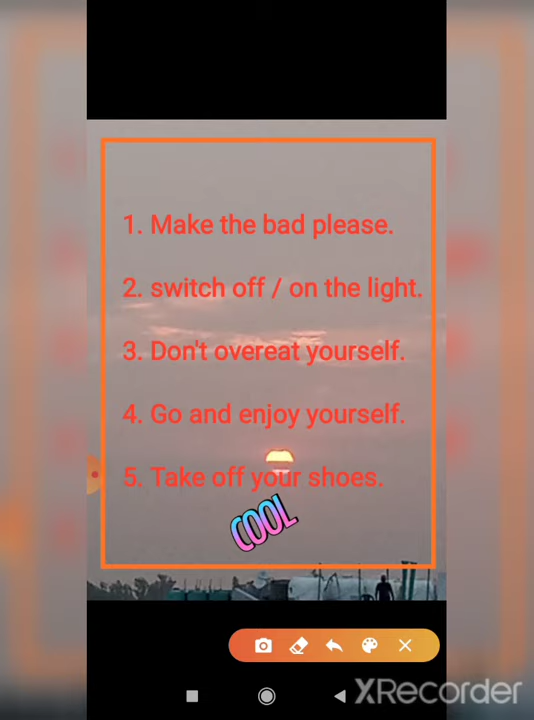 1. Make the bad please.
2. switch off / on the light.
3. Don't overeat yourself.
4. Go and enjoy yourself.
5. Take off your shoes.
COOL
XRecorder